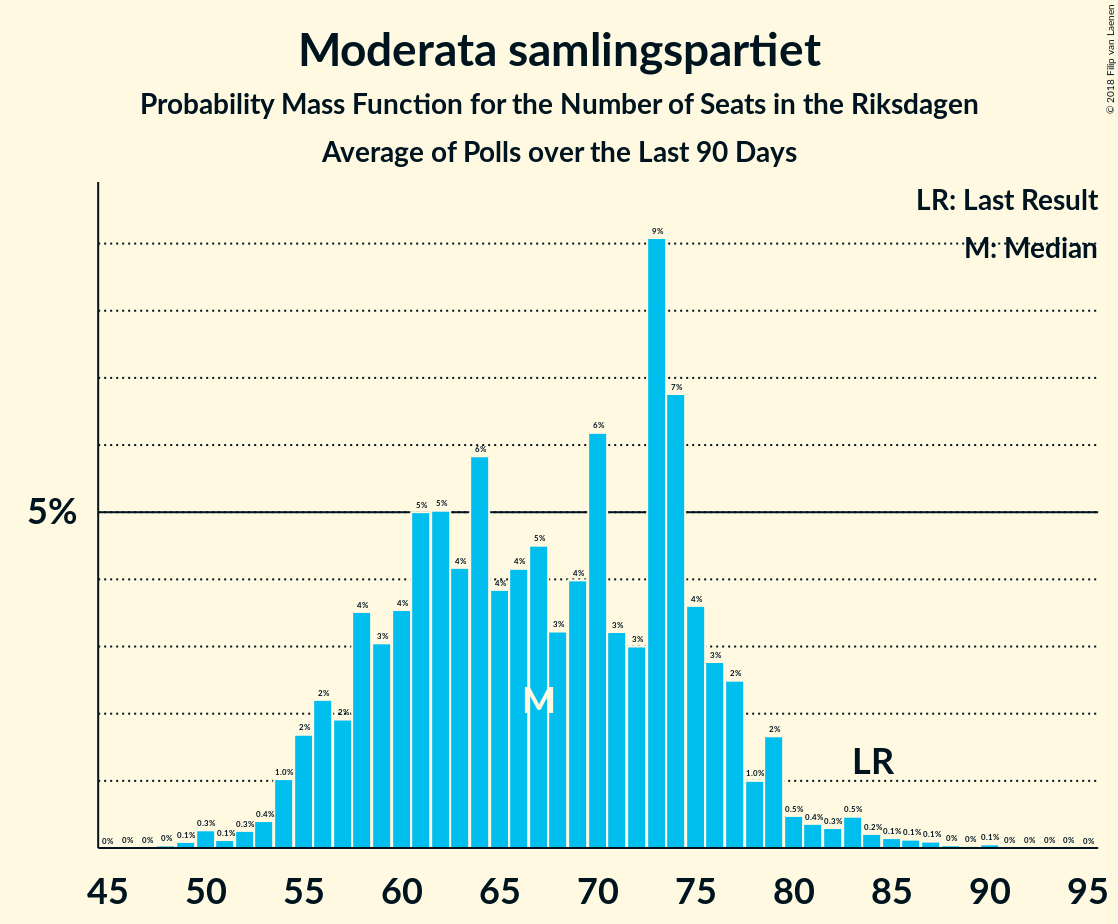 Moderata samlingspartiet
Probability Mass Function for the Number of Seats in the Riksdagen
Average of Polls over the Last 90 Days
© 2018 Filip van Laenen
LR: Last Result
M: Median
5%
0% 0% 0% 0% 0.1% 0.3% 0.1% 0.3% 0.4% 1.0% 2% 2% 2% 4% 3% 4% 5% 5% 4% 6% 4% 4% 5% 3% 4% 6% 3% 3% 9% 7% 4% 3% 2% 1.0% 2% 0.5% 0.4% 0.3% 0.5% 0.2% 0.1% 0.1% 0.1% 0% 0% 0.1% 0% 0% 0% 0% 0%
M
LR
45 50 55 60 65 70 75 80 85 90 95